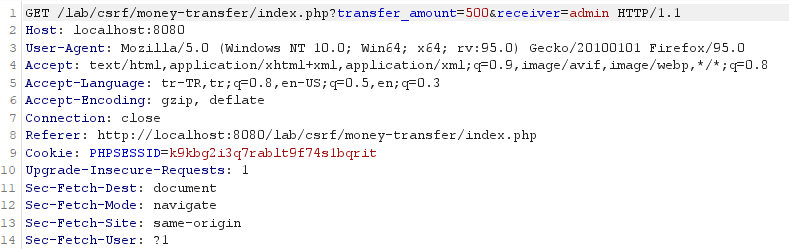 1 GET /lab/csrf/money-transfer/index.php?transfer_amount=500&receiver=admin HTTP/1.1
2 Host: localhost:8080
3 User-Agent: Mozilla/5.0 (Windows NT 10.0; Win64; x64; rv:95.0) Gecko/20100101 Firefox/95.0
4 Accept: text/html,application/xhtml+xml,application/xml;q=0.9,image/avif,image/webp,*/*;q=0.8
5 Accept-Language: tr-TR,tr;q=0.8,en-US;q=0.5,en;q=0.3
6 Accept-Encoding: gzip, deflate
7 Connection: close
8 Referer: http://localhost:8080/lab/csrf/money-transfer/index.php
9 Cookie: PHPSESSID=k9kbg2i3q7rablt9f74slbqrit
10 Upgrade-Insecure-Requests: 1
11 Sec-Fetch-Dest: document
12 Sec-Fetch-Mode: navigate
13 Sec-Fetch-Site: same-origin
14 Sec-Fetch-User: ?1